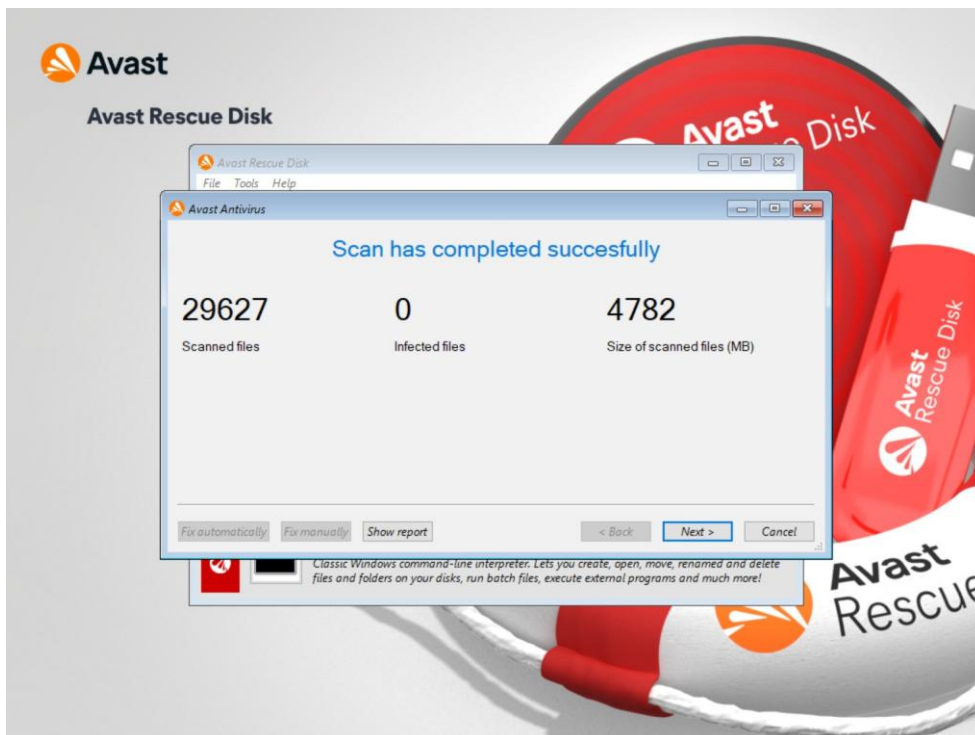 Avast
Avast Rescue Disk
Avast
Disk
Avast Rescue Disk
File Tools Help
Avast Antivirus
Scan has completed succesfully
29627
0
4782
Scanned files
Infected files
Size of scanned files (MB)
Avast
Rescue Disk
Fix automatically
Fix manually
Show report
< Back
Next >
Cancel
Classic Windows command-line interpreter. Lets you create, open, move, renamed and delete
files and folders on your disks, run batch files, execute external programs and much more!
Avast